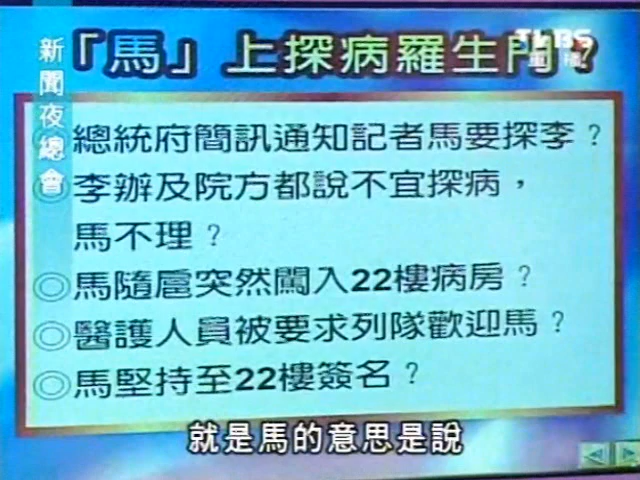 新聞夜總會
「馬」上探病羅生門?
TVBS
重播
◎總統府簡訊通知記者馬要探李?
◎李辦及院方都說不宜探病,
馬不理?
◎馬隨扈突然闖入22樓病房?
◎醫護人員被要求列隊歡迎馬?
◎馬堅持至22樓簽名?
就是馬的意思是說